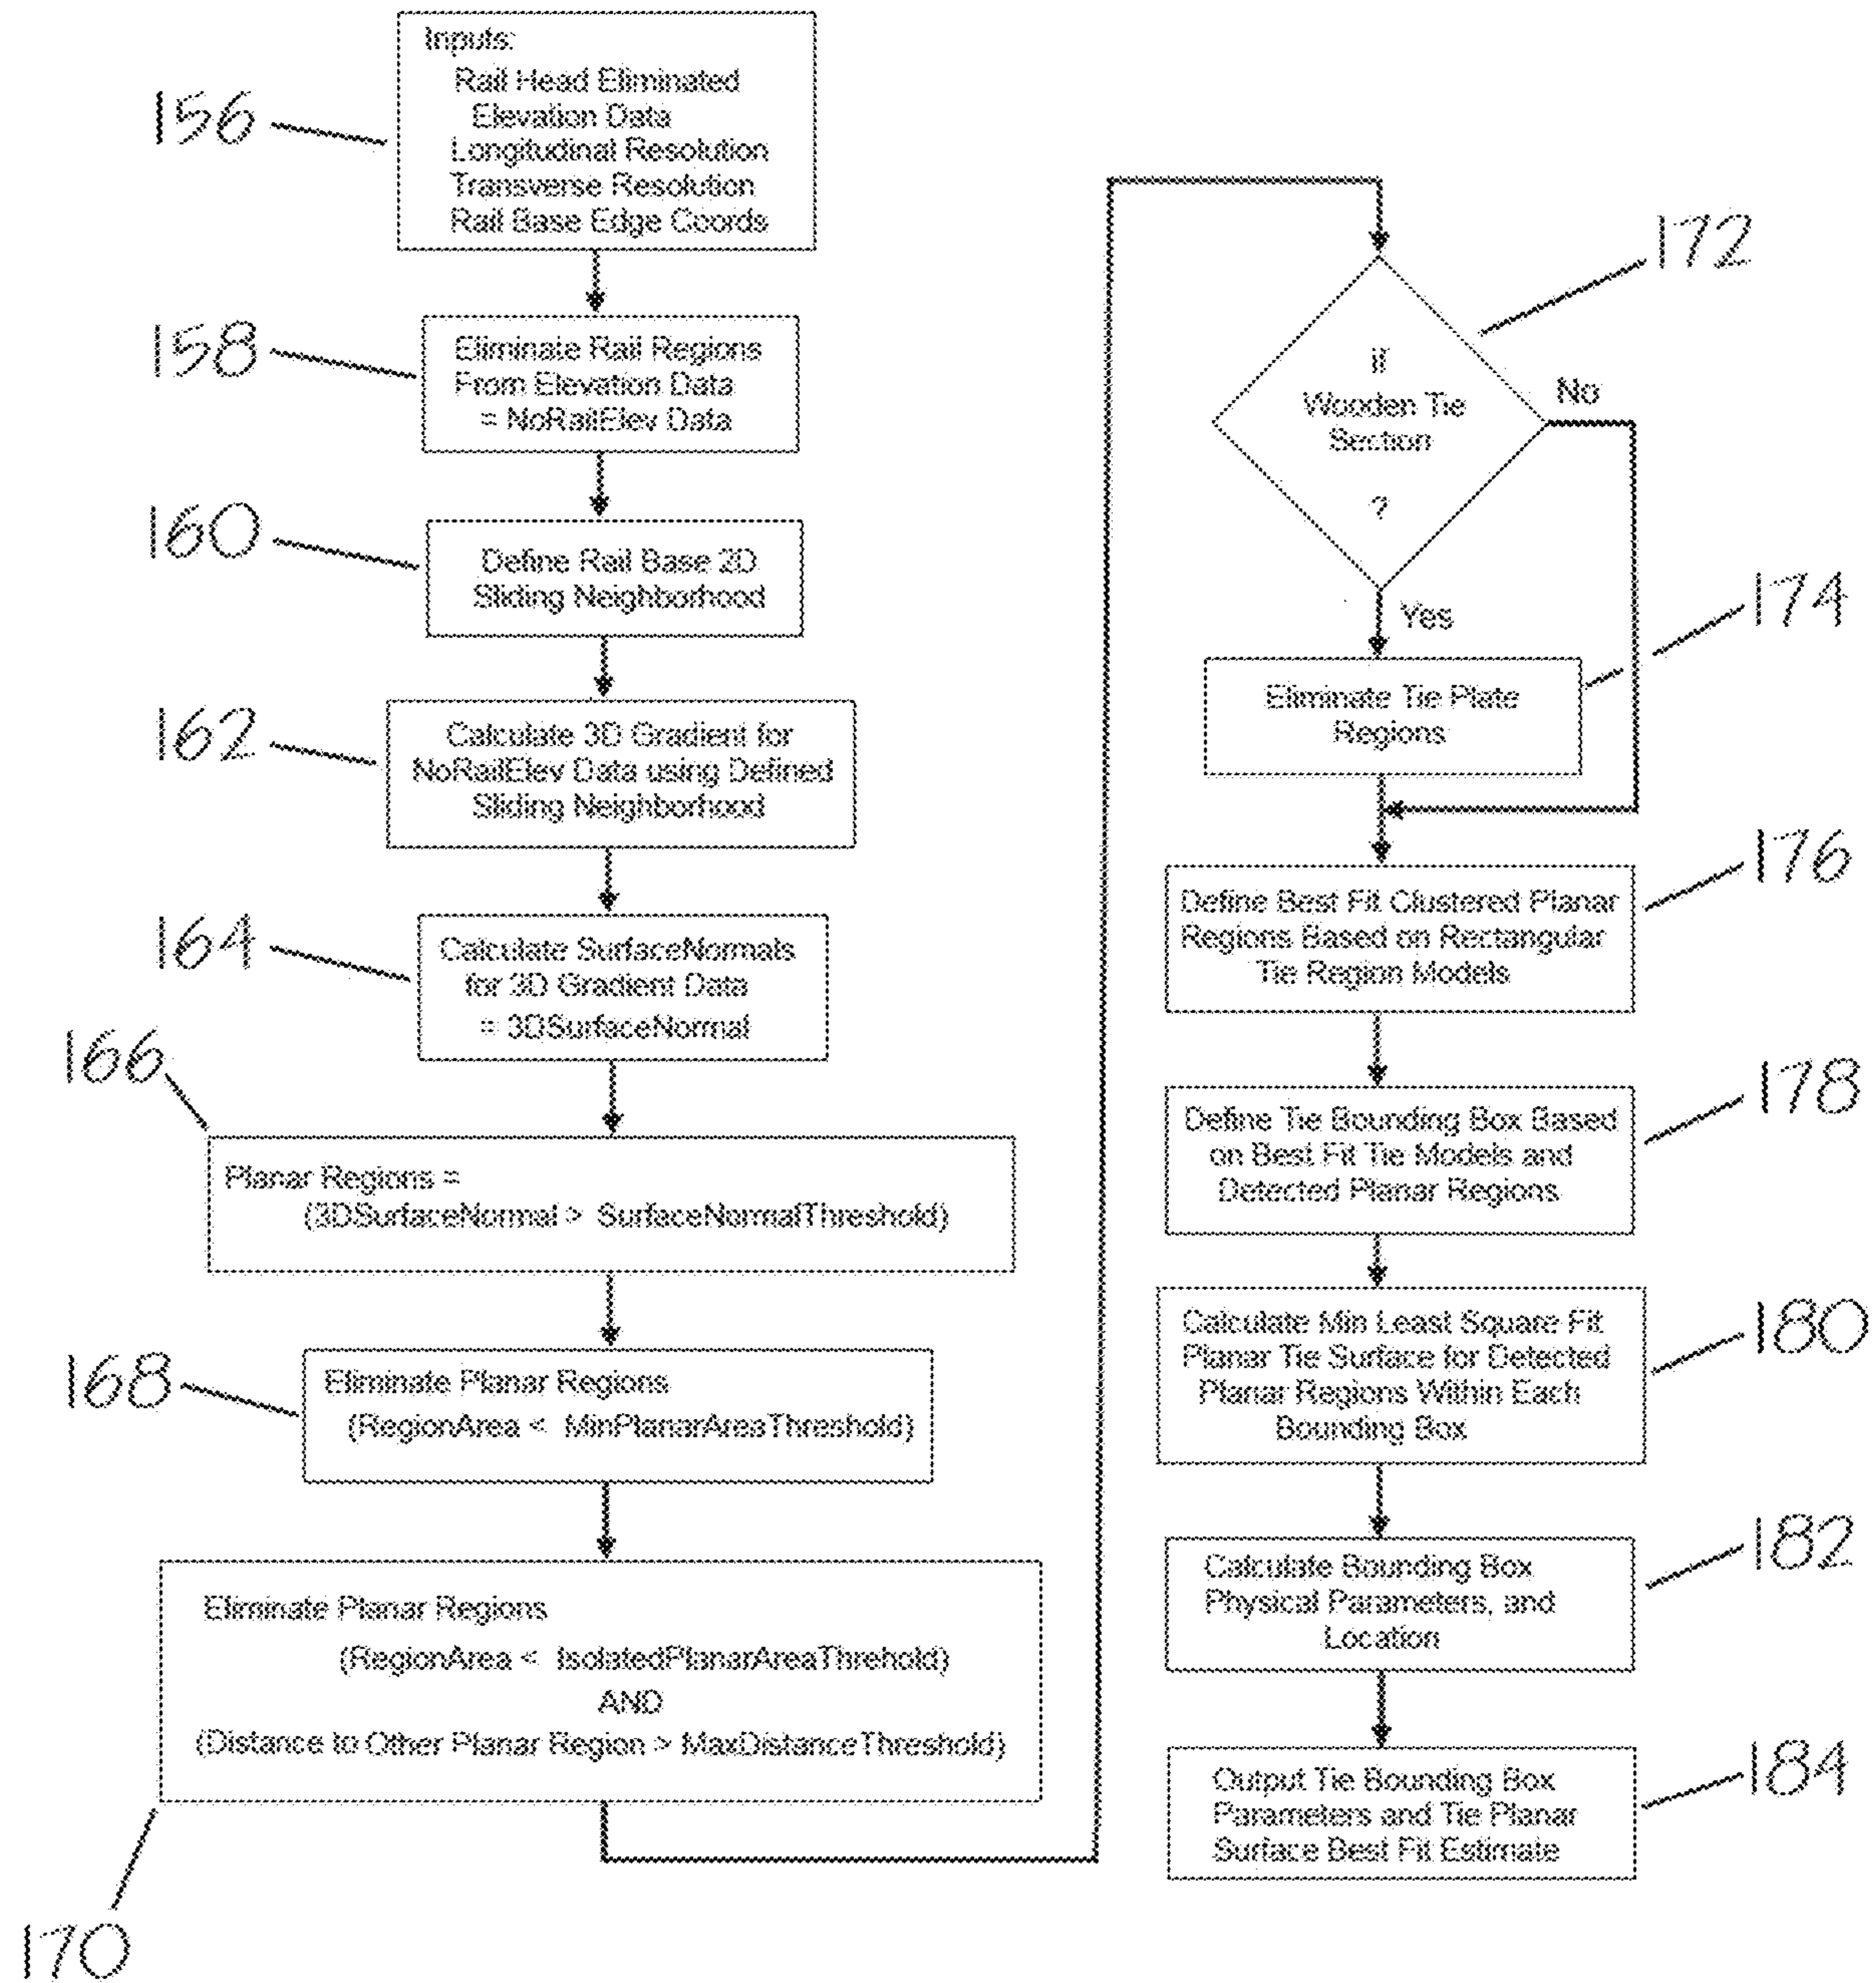 156
Inputs:
Rail Head Eliminated
Elevation Data
Longitudinal Resolution
Transverse Resolution
Rail Base Edge Coords
158
Eliminate Rail Regions
From Elevation Data
= NoRailElev Data
160
Define Rail Base 2D
Sliding Neighborhood
162
Calculate 3D Gradient for
NoRailElev Data using Defined
Sliding Neighborhood
164
Calculate SurfaceNormals
for 3D Gradient Data
= 3DSurfaceNormal
166
Planar Regions =
(3DSurfaceNormal > SurfaceNormalThreshold)
168
Eliminate Planar Regions
(RegionArea < MinPlanarAreaThreshold)
Eliminate Planar Regions
(RegionArea < IsolatedPlanarAreaThrehold)
AND
(Distance to Other Planar Region > MaxDistanceThreshold)
170
172
If
Wooden Tie
Section
?
No
Yes
174
Eliminate Tie Plate
Regions
176
Define Best Fit Clustered Planar
Regions Based on Rectangular
Tie Region Models
178
Define Tie Bounding Box Based
on Best Fit Tie Models and
Detected Planar Regions
180
Calculate Min Least Square Fit
Planar Tie Surface for Detected
Planar Regions Within Each
Bounding Box
182
Calculate Bounding Box
Physical Parameters, and
Location
184
Output Tie Bounding Box
Parameters and Tie Planar
Surface Best Fit Estimate